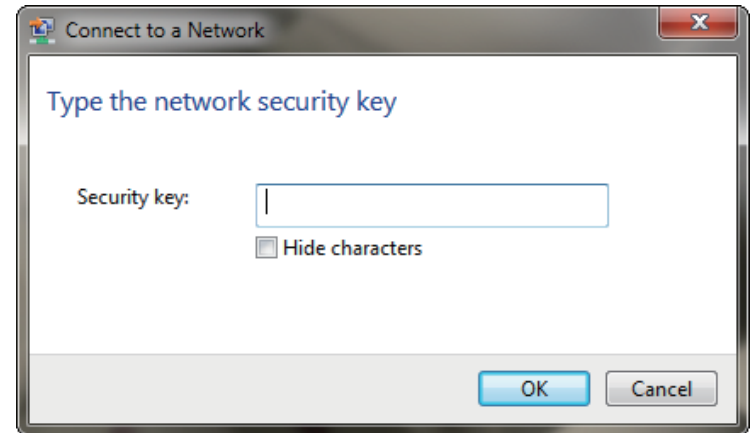 Connect to a Network
Type the network security key
Security key:
Hide characters
OK Cancel